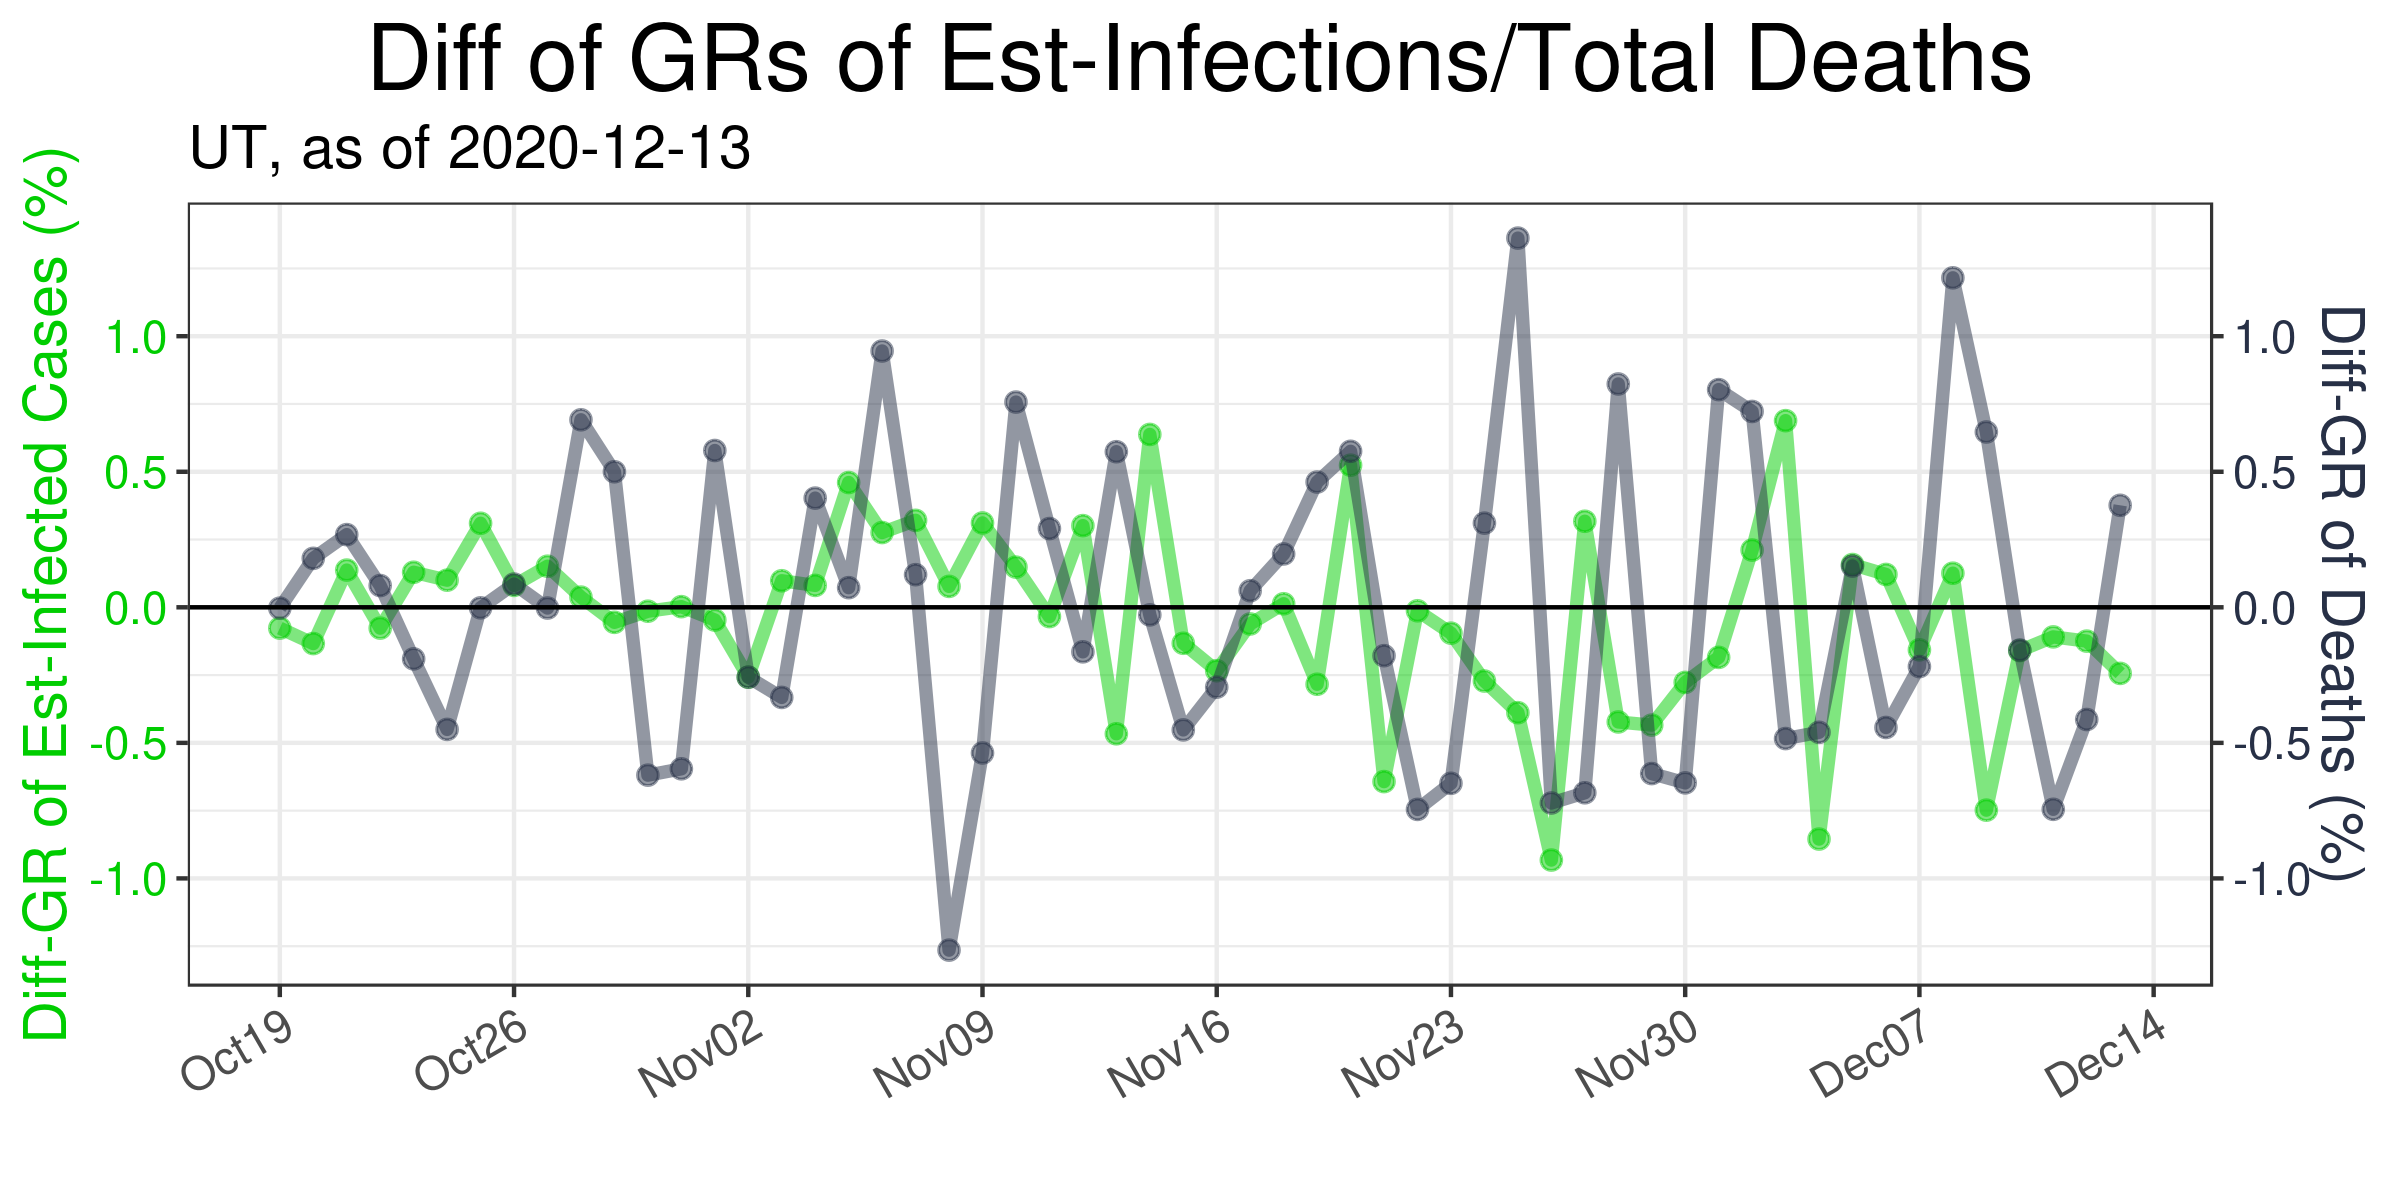 Diff of GRs of Est-Infections/Total Deaths
UT, as of 2020-12-13
Diff-GR of Est-Infected Cases (%)
1.0
0.5
0.0
-0.5
-1.0
1.0
0.5
0.0
-0.5
-1.0
Diff-GR of Deaths (%)
Oct19
Oct26
Nov02
Nov09
Nov16
Nov23
Nov30
Dec07
Dec14